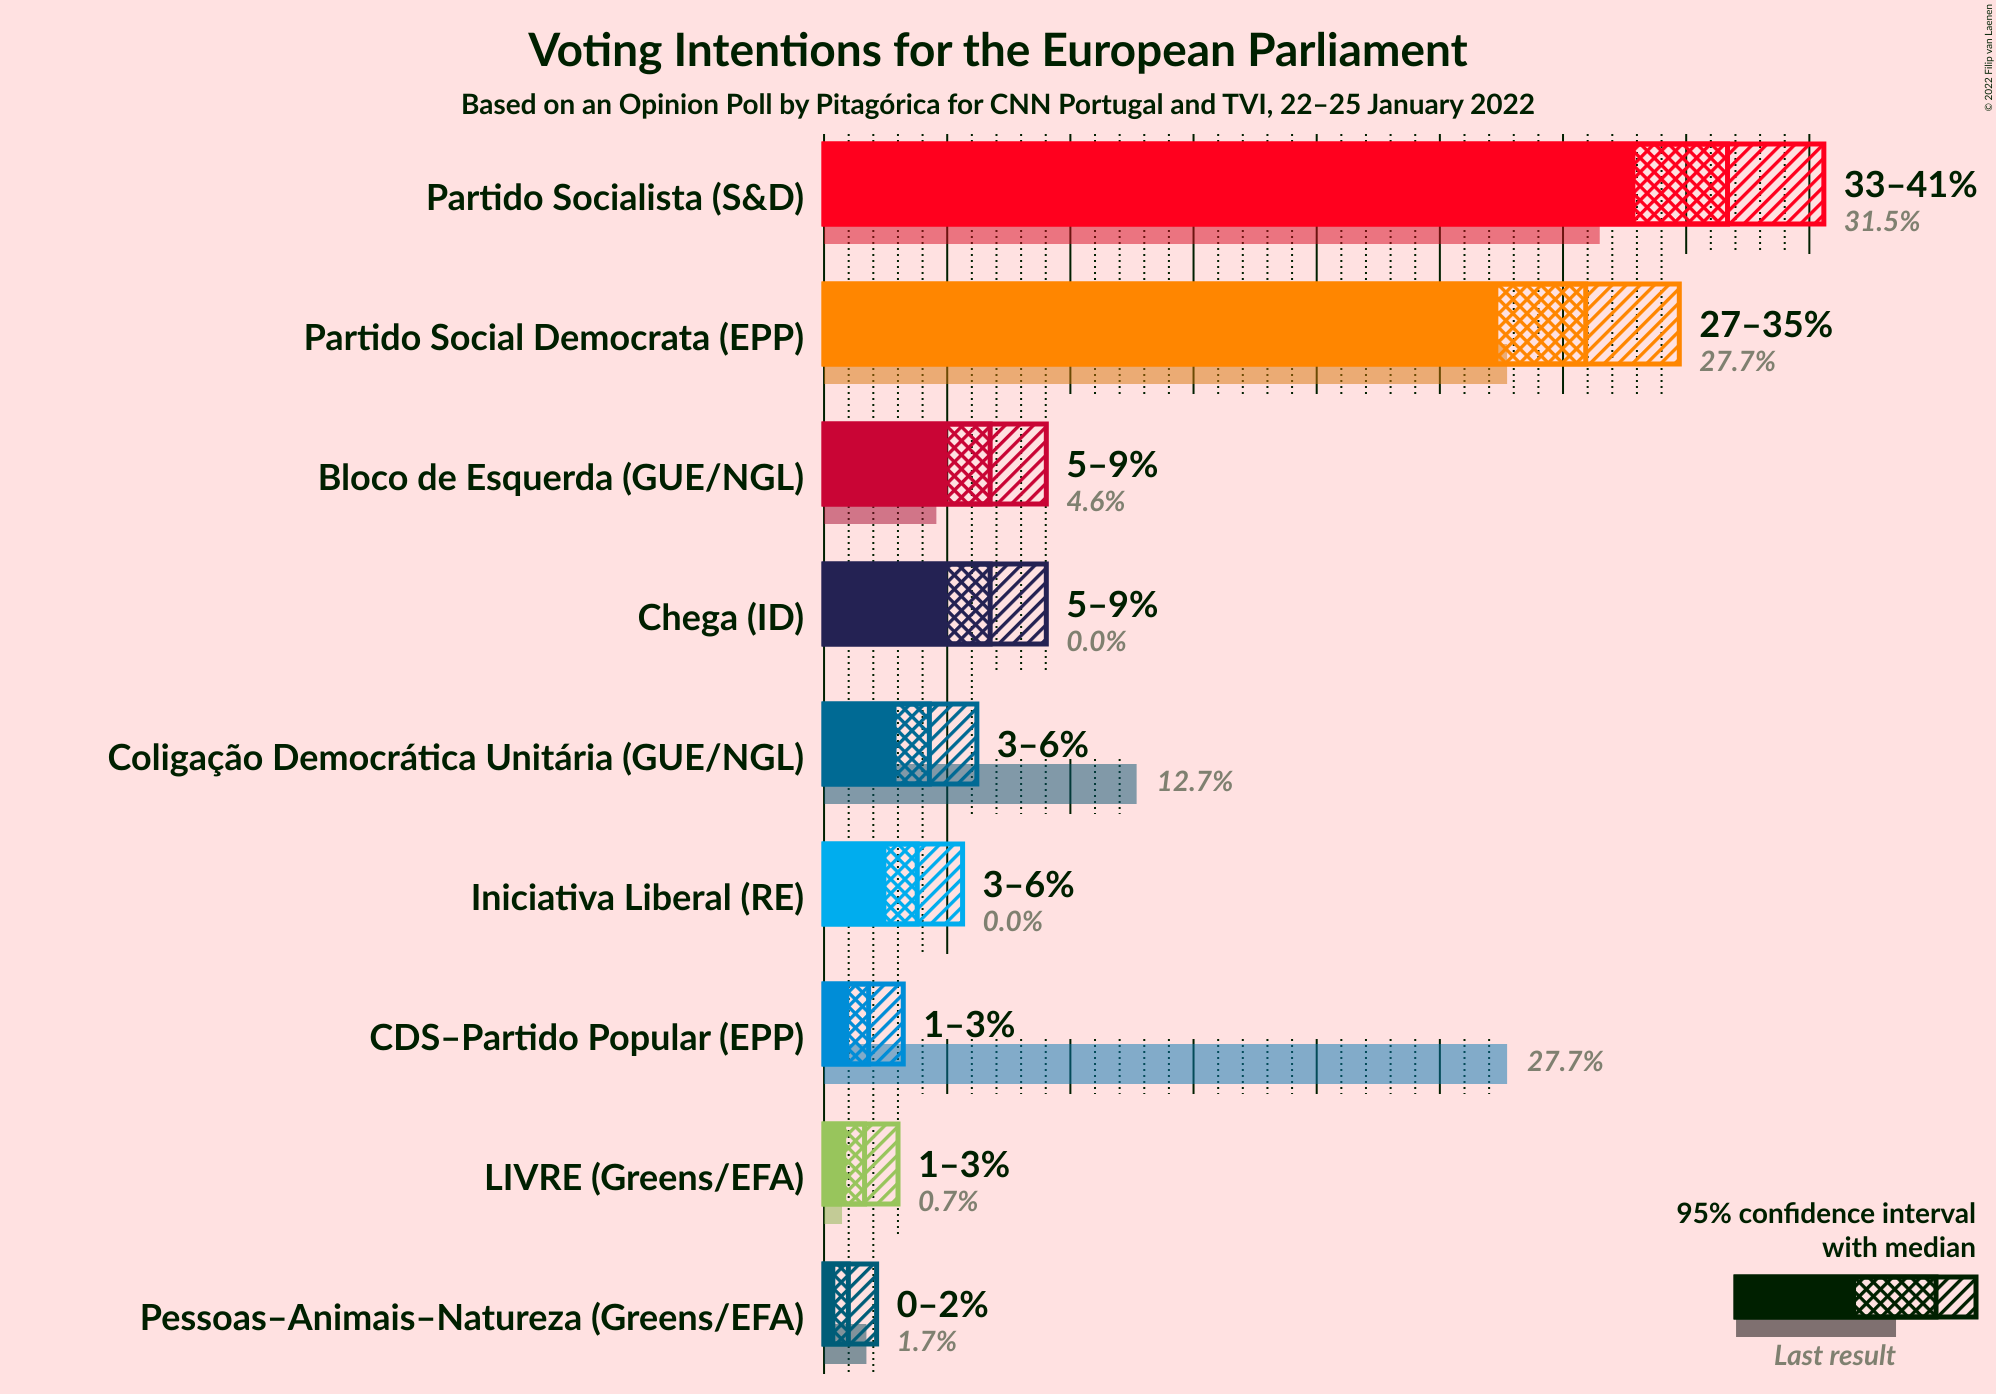 Voting Intentions for the European Parliament
Based on an Opinion Poll by Pitagórica for CNN Portugal and TVI, 22–25 January 2022
© 2022 Filip van Laenen
Partido Socialista (S&D)
33–41%
31.5%
Partido Social Democrata (EPP)
27–35%
27.7%
Bloco de Esquerda (GUE/NGL)
5–9%
4.6%
Chega (ID)
5–9%
0.0%
Coligação Democrática Unitária (GUE/NGL)
3–6%
12.7%
Iniciativa Liberal (RE)
3–6%
0.0%
CDS–Partido Popular (EPP)
1–3%
27.7%
LIVRE (Greens/EFA)
1–3%
0.7%
Pessoas–Animais–Natureza (Greens/EFA)
0–2%
1.7%
95% confidence interval
with median
Last result